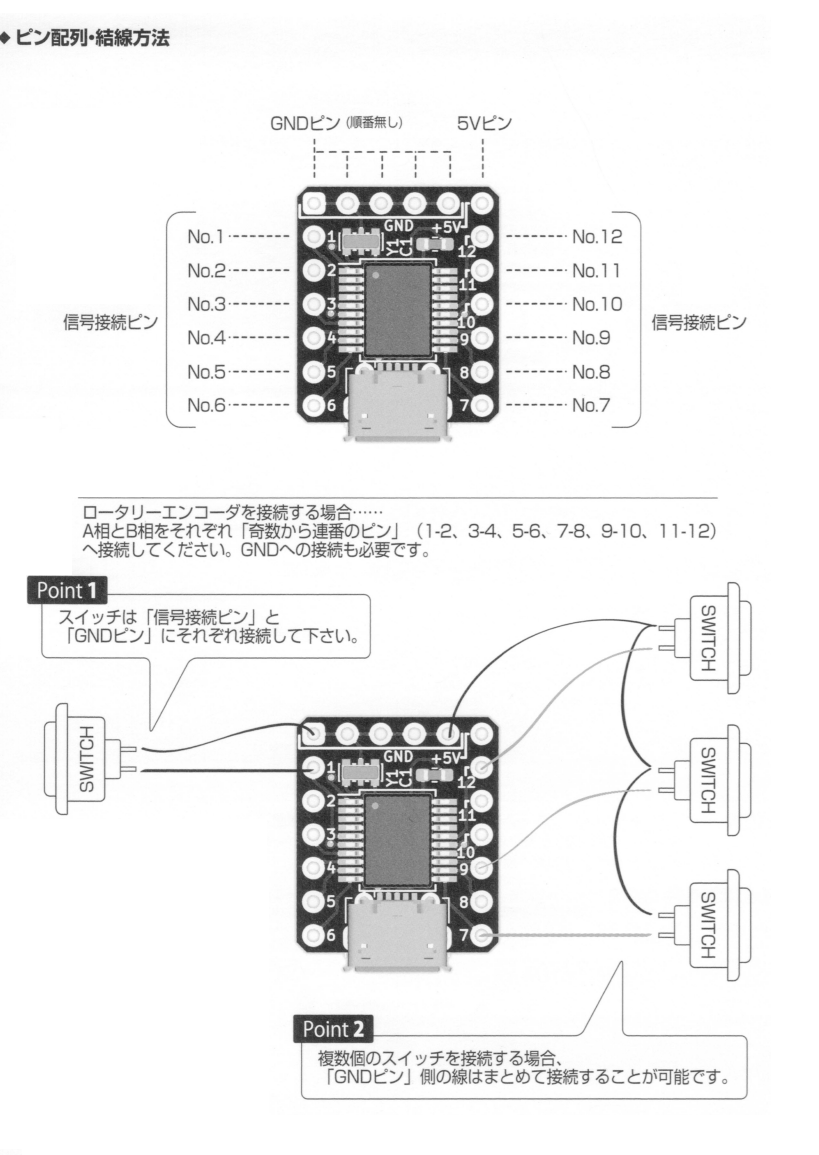 ◆ ピン配列・結線方法
GNDピン (順番無し)
5Vピン
GND +5V
Y1
C1
信号接続ピン
No.1
No.2
No.3
No.4
No.5
No.6
1
2
3
4
5
6
12
11
10
9
8
7
No.12
No.11
No.10
No.9
No.8
No.7
信号接続ピン
ロータリーエンコーダを接続する場合……
A相とB相をそれぞれ「奇数から連番のピン」(1-2、3-4、5-6、7-8、9-10、11-12)
へ接続してください。GNDへの接続も必要です。
Point 1
スイッチは「信号接続ピン」と
「GNDピン」にそれぞれ接続して下さい。
SWITCH
GND +5V
Y1
C1
1
2
3
4
5
6
12
11
10
9
8
7
SWITCH
SWITCH
SWITCH
Point 2
複数個のスイッチを接続する場合、
「GNDピン」側の線はまとめて接続することが可能です。